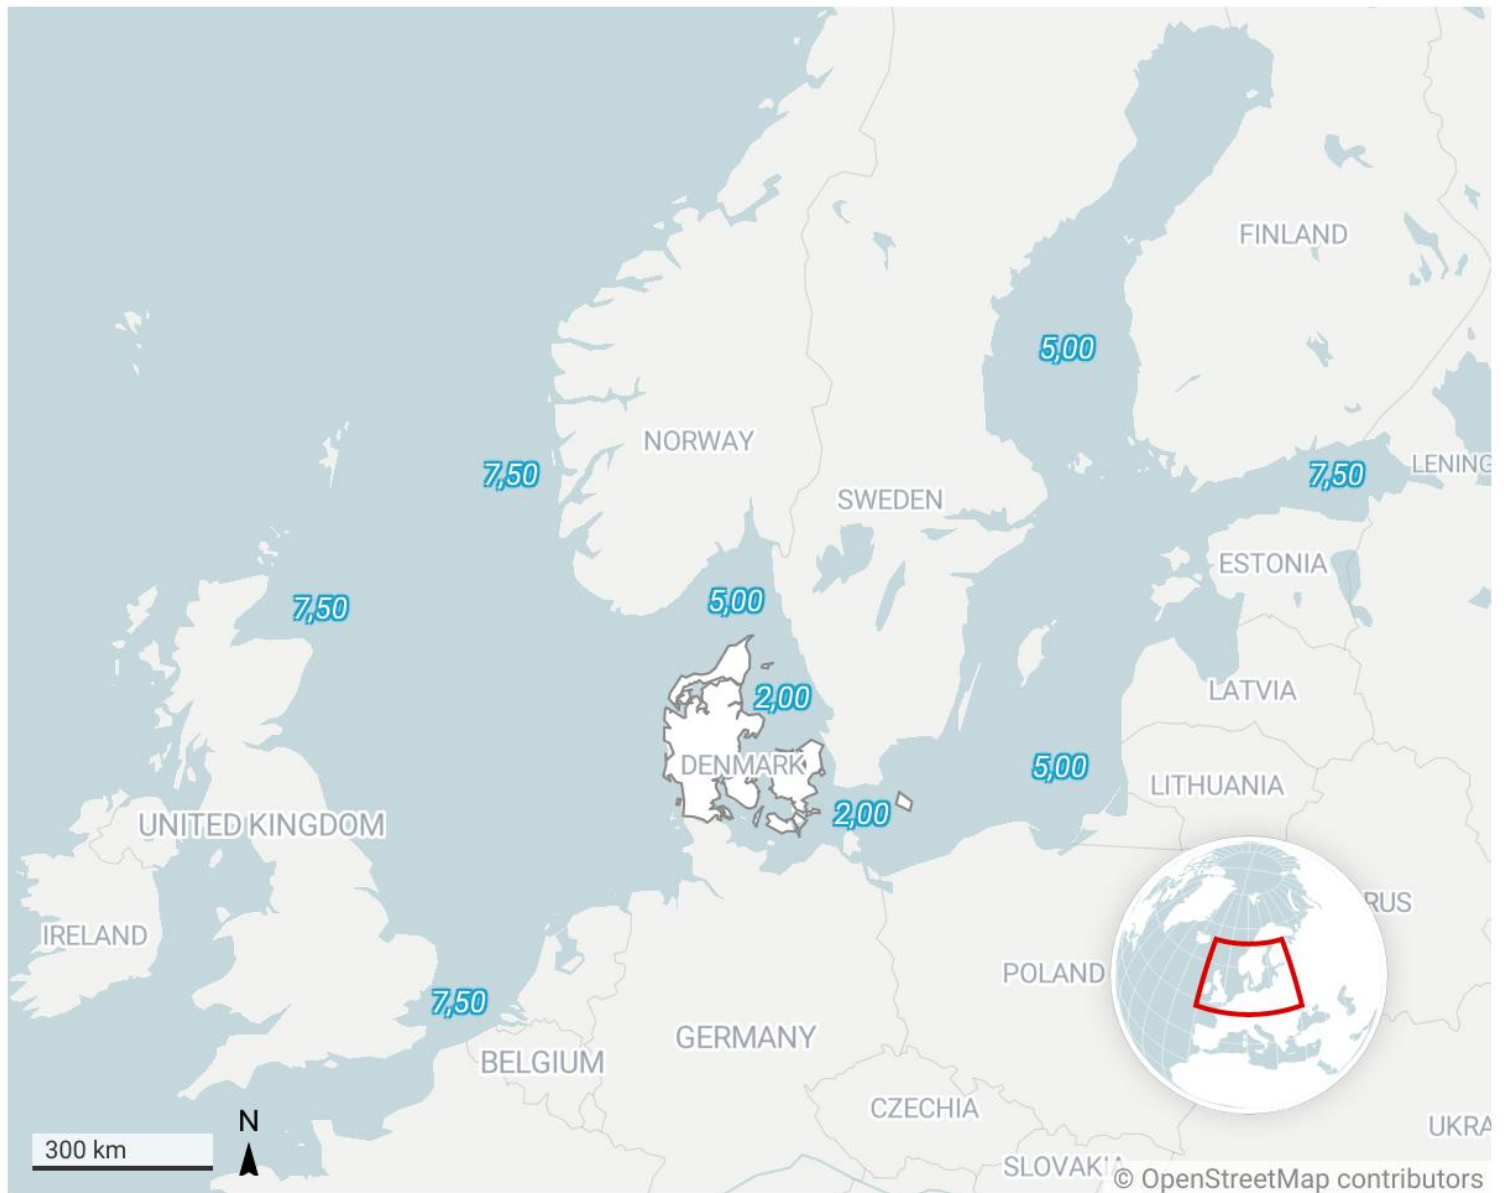 FINLAND
5,00
NORWAY
7,50
LENING
7,50
SWEDEN
ESTONIA
5,00
7,50
LATVIA
2,00
DENMARK
5,00
LITHUANIA
2,00
UNITED KINGDOM
RUS
IRELAND
POLAND
7,50
GERMANY
BELGIUM
CZECHIA
N
UKRA
300 km
SLOVAKI
© OpenStreetMap contributors